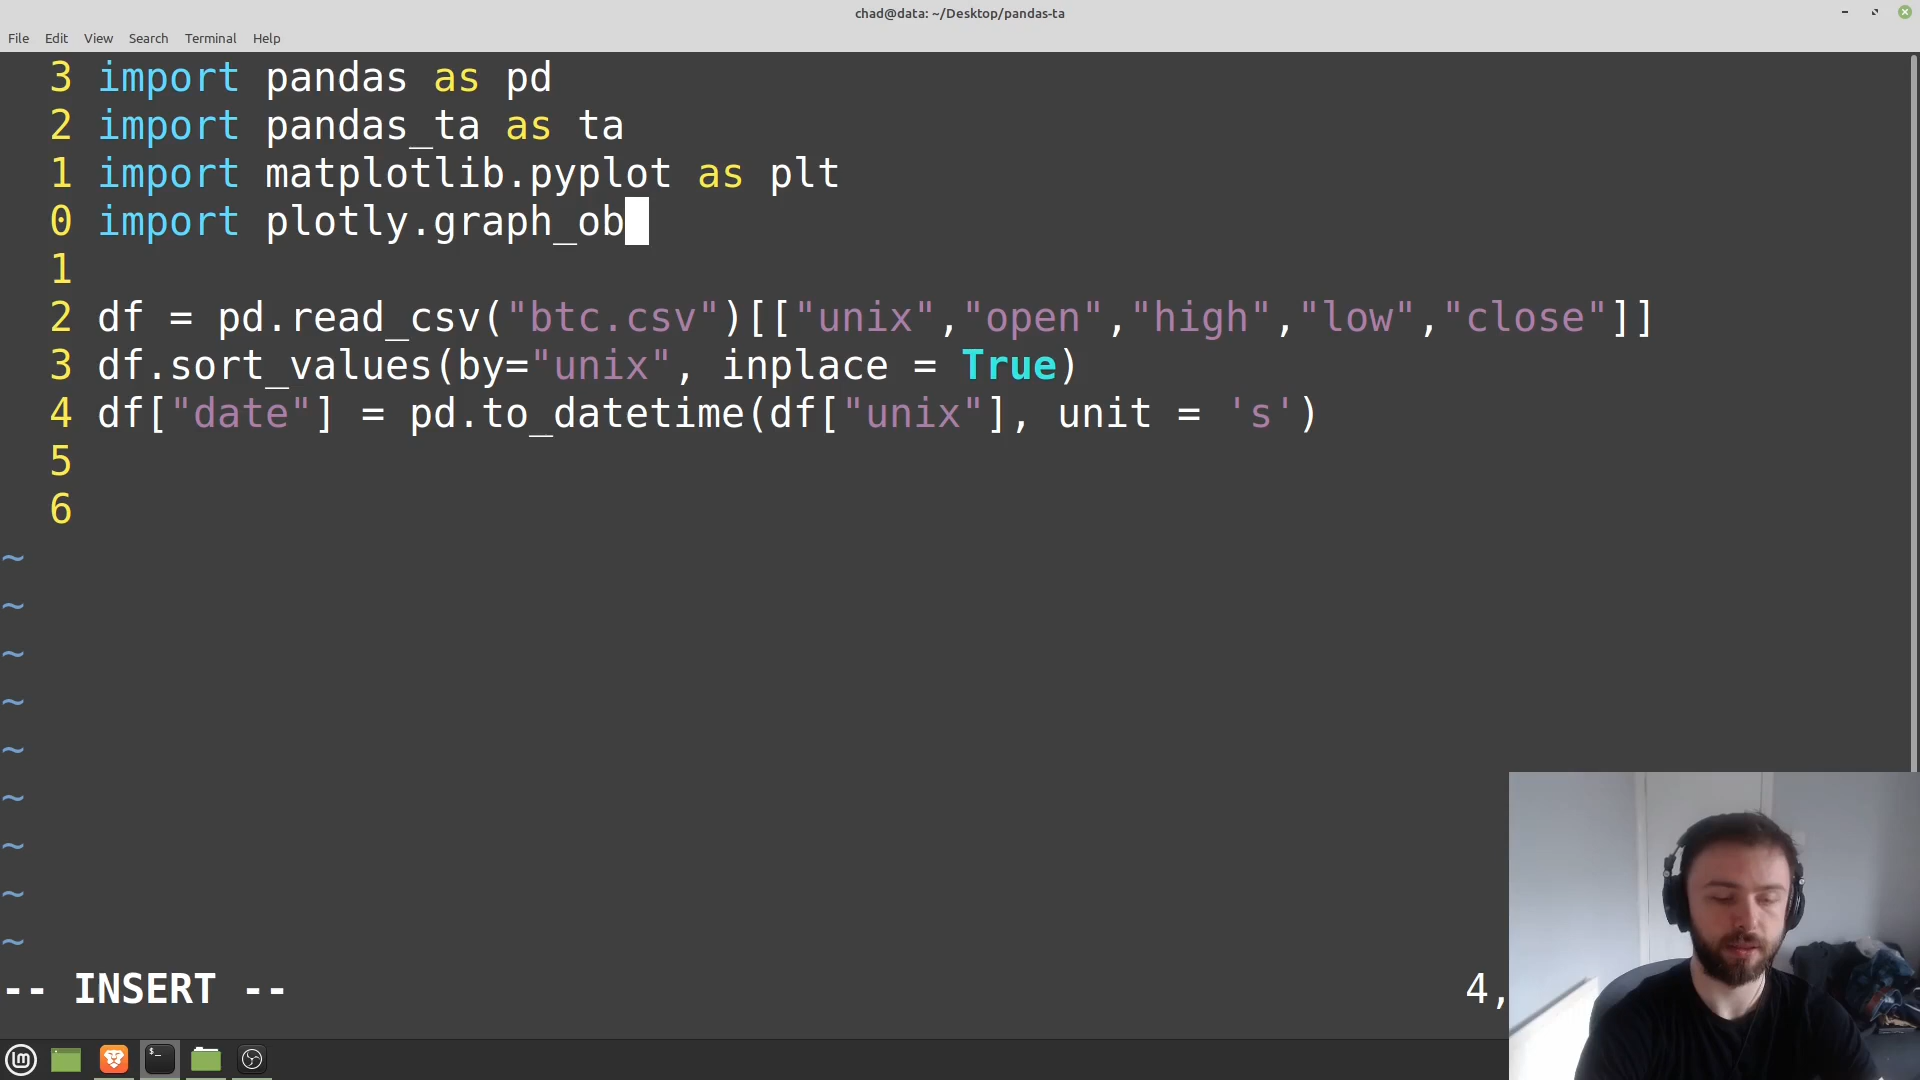 chad@data: ~/Desktop/pandas-ta
File Edit View Search Terminal Help
3 import pandas as pd
2 import pandas_ta as ta
1 import matplotlib.pyplot as plt
0 import plotly.graph_ob
1
2 df = pd.read_csv("btc.csv")[["unix","open","high","low","close"]]
3 df.sort_values(by="unix", inplace = True)
4 df["date"] = pd.to_datetime(df["unix"], unit = 's')
5
6
~
~
~
~
~
~
~
~
~
-- INSERT -- 4,